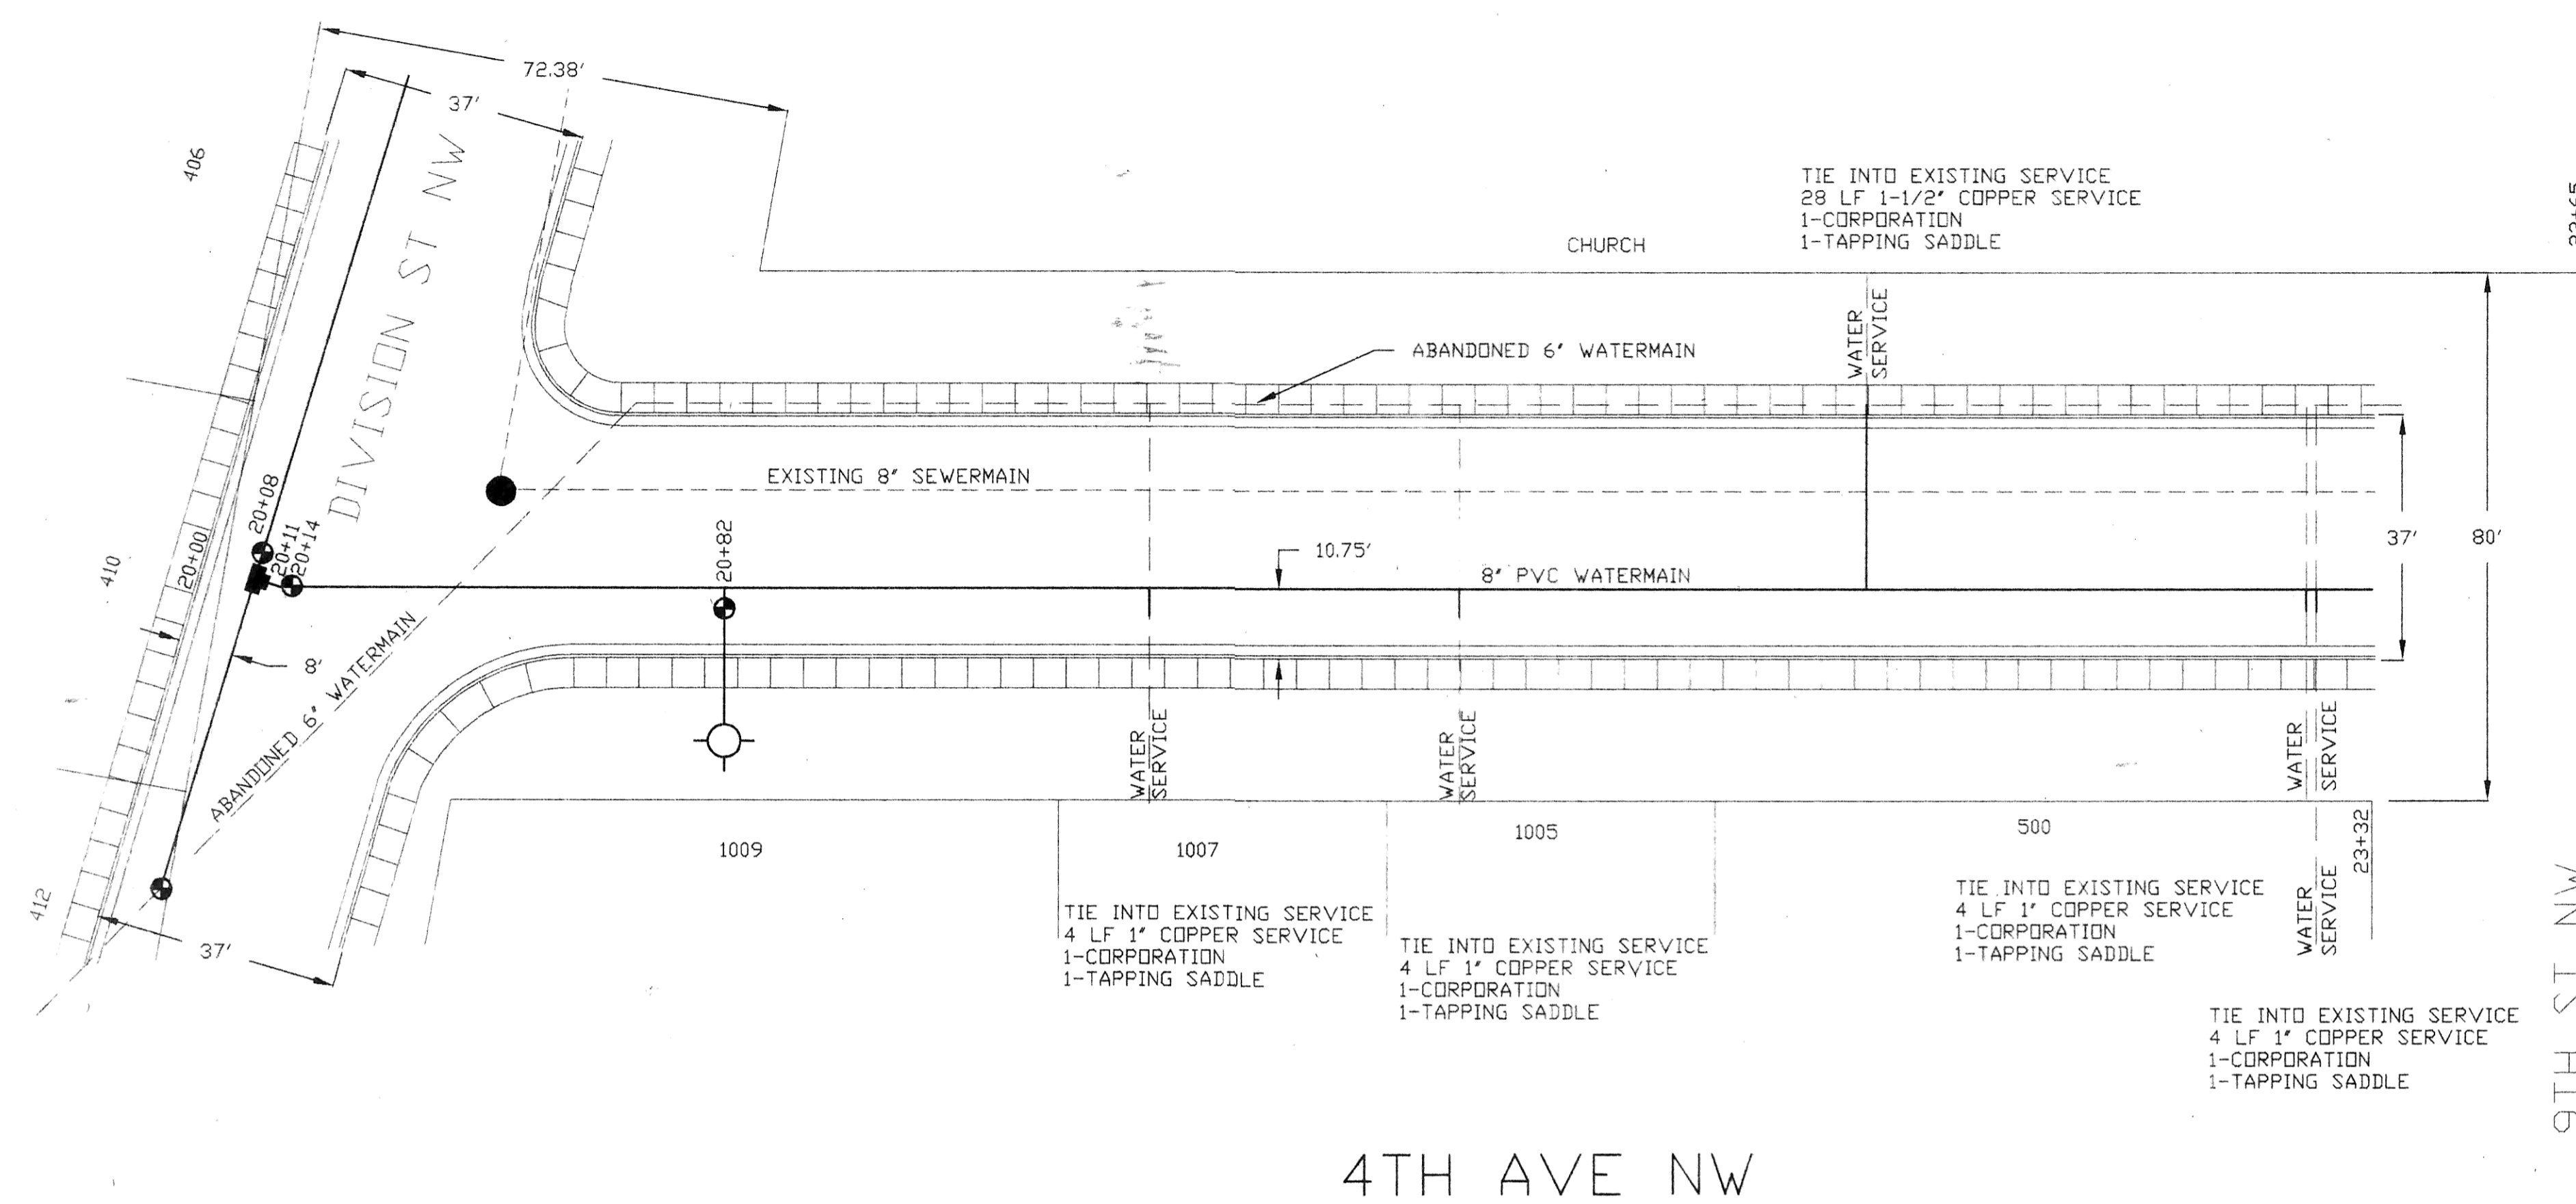 72.38'
37'
406
DIVISION ST NW
TIE INTO EXISTING SERVICE
28 LF 1-1/2" COPPER SERVICE
1-CORPORATION
1-TAPPING SADDLE
CHURCH
WATER
SERVICE
ABANDONED 6" WATERMAIN
EXISTING 8" SEWERMAIN
20+08
20+11
20+14
20+00
410
20+82
10.75'
8" PVC WATERMAIN
37'
80'
8'
ABANDONED 6" WATERMAIN
412
37'
WATER
SERVICE
WATER
SERVICE
WATER
SERVICE
1009
1007
1005
500
23+32
WATER
SERVICE
TIE INTO EXISTING SERVICE
4 LF 1" COPPER SERVICE
1-CORPORATION
1-TAPPING SADDLE
TIE INTO EXISTING SERVICE
4 LF 1" COPPER SERVICE
1-CORPORATION
1-TAPPING SADDLE
TIE INTO EXISTING SERVICE
4 LF 1" COPPER SERVICE
1-CORPORATION
1-TAPPING SADDLE
TIE INTO EXISTING SERVICE
4 LF 1" COPPER SERVICE
1-CORPORATION
1-TAPPING SADDLE
9TH ST NW
4TH AVE NW